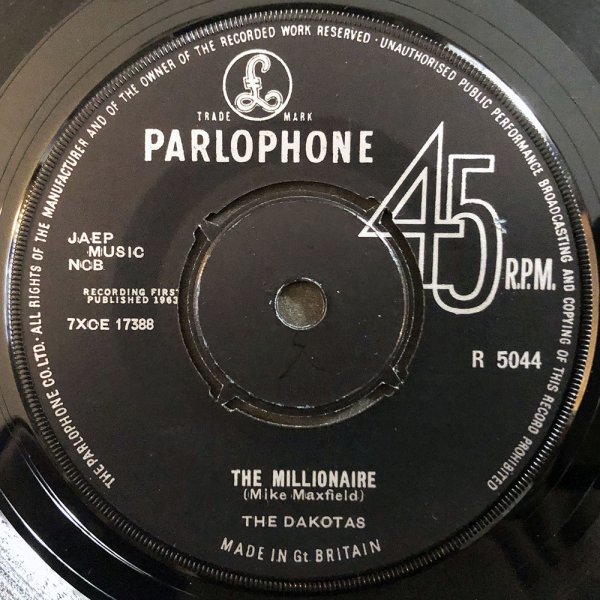 THE PARLOPHONE CO.LTD. · ALL RIGHTS OF THE MANUFACTURER AND OF THE OWNER OF THE RECORDED WORK RESERVED · UNAUTHORISED PUBLIC PERFORMANCE BROADCASTING AND COPYING OF THIS RECORD PROHIBITED
£
TRADE MARK
PARLOPHONE
45
R.P.M.
JAEP
MUSIC
NCB
RECORDING FIRST
PUBLISHED 1963
7XCE 17388
R 5044
THE MILLIONAIRE
(Mike Maxfield)
THE DAKOTAS
MADE IN Gt. BRITAIN